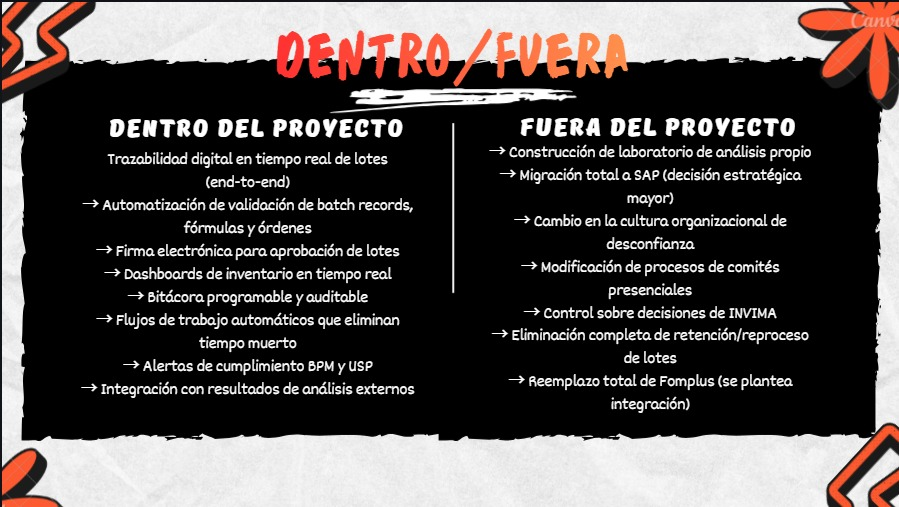 DENTRO/FUERA
DENTRO DEL PROYECTO
Trazabilidad digital en tiempo real de lotes
(end-to-end)
→ Automatización de validación de batch records,
fórmulas y órdenes
→ Firma electrónica para aprobación de lotes
→ Dashboards de inventario en tiempo real
→ Bitácora programable y auditable
→ Flujos de trabajo automáticos que eliminan
tiempo muerto
→ Alertas de cumplimiento BPM y USP
→ Integración con resultados de análisis externos
FUERA DEL PROYECTO
→ Construcción de laboratorio de análisis propio
→ Migración total a SAP (decisión estratégica
mayor)
→ Cambio en la cultura organizacional de
desconfianza
→ Modificación de procesos de comités
presenciales
→ Control sobre decisiones de INVIMA
→ Eliminación completa de retención/reproceso
de lotes
→ Reemplazo total de Fomplus (se plantea
integración)